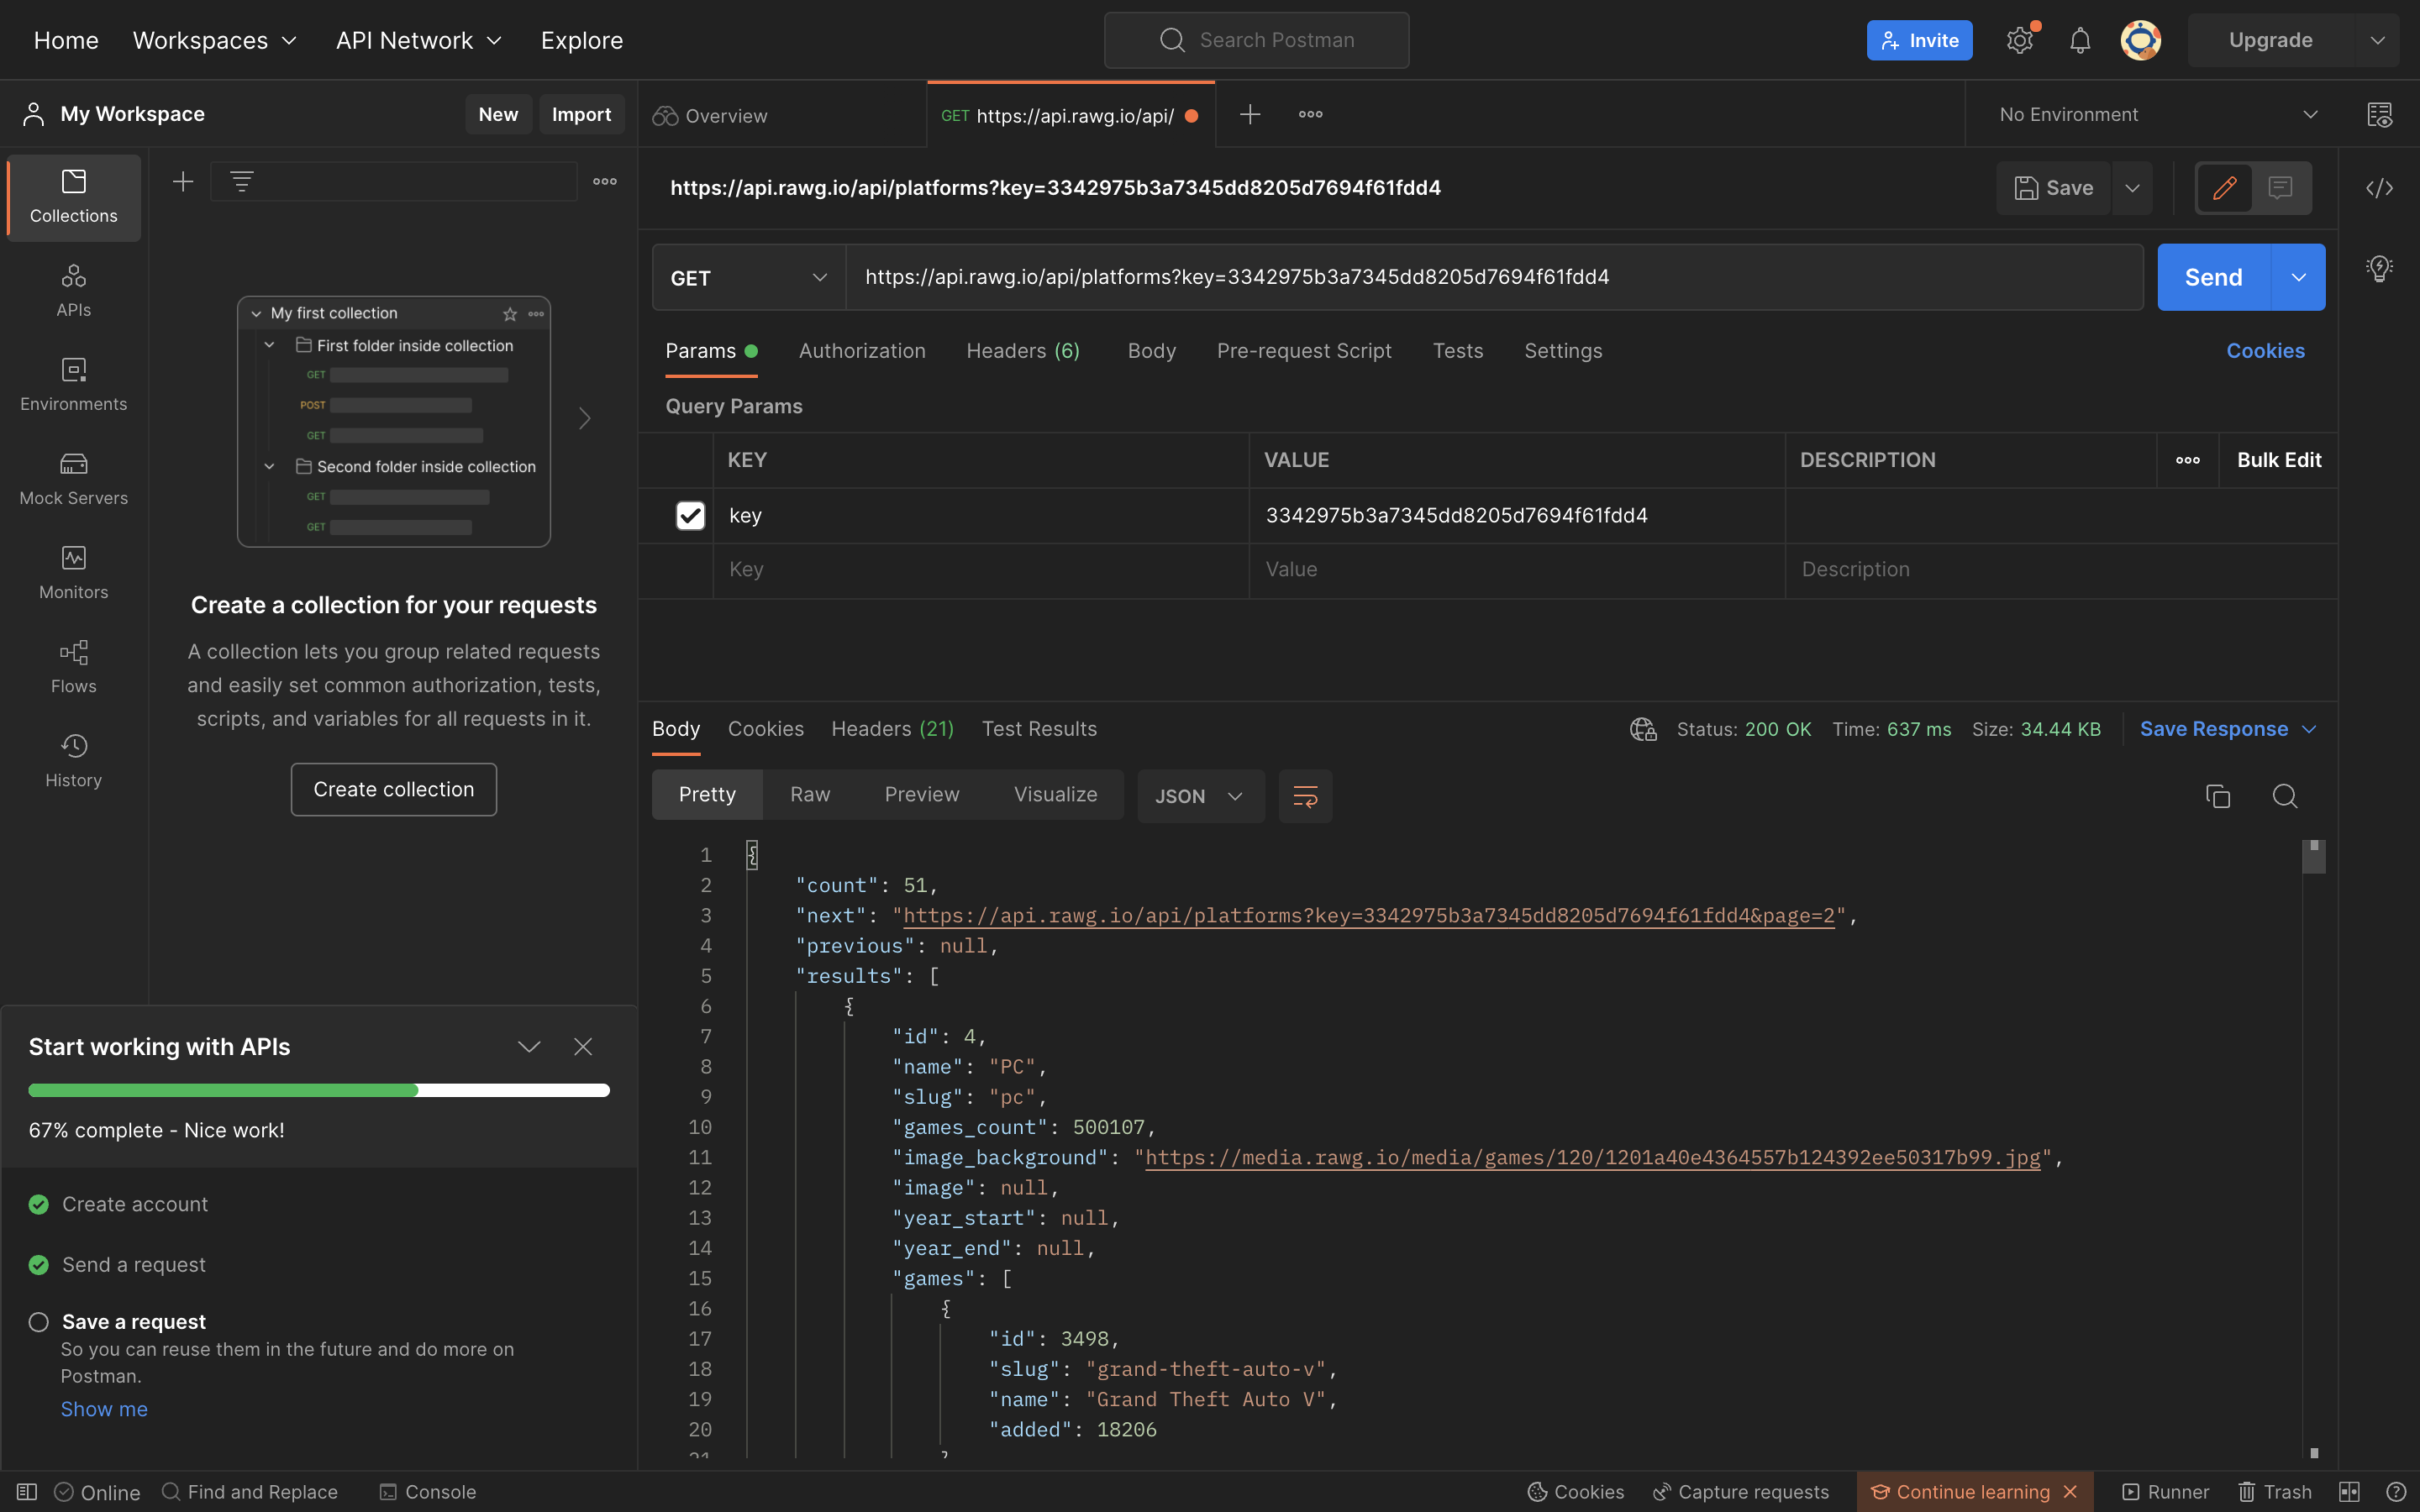 Home
Workspaces
API Network
Explore
Search Postman
Invite
Upgrade
My Workspace
New
Import
Overview
GET https://api.rawg.io/api/
No Environment
Collections
APIs
Environments
Mock Servers
Monitors
Flows
History
My first collection
First folder inside collection
GET
POST
GET
Second folder inside collection
GET
GET
Create a collection for your requests
A collection lets you group related requests
and easily set common authorization, tests,
scripts, and variables for all requests in it.
Create collection
Start working with APIs
67% complete - Nice work!
Create account
Send a request
Save a request
So you can reuse them in the future and do more on
Postman.
Show me
https://api.rawg.io/api/platforms?key=3342975b3a7345dd8205d7694f61fdd4
Save
GET
https://api.rawg.io/api/platforms?key=3342975b3a7345dd8205d7694f61fdd4
Send
Params
Authorization
Headers (6)
Body
Pre-request Script
Tests
Settings
Cookies
Query Params
KEY
VALUE
DESCRIPTION
Bulk Edit
key
3342975b3a7345dd8205d7694f61fdd4
Key
Value
Description
Body
Cookies
Headers (21)
Test Results
Status: 200 OK
Time: 637 ms
Size: 34.44 KB
Save Response
Pretty
Raw
Preview
Visualize
JSON
1 {
2 "count": 51,
3 "next": "https://api.rawg.io/api/platforms?key=3342975b3a7345dd8205d7694f61fdd4&page=2",
4 "previous": null,
5 "results": [
6 {
7 "id": 4,
8 "name": "PC",
9 "slug": "pc",
10 "games_count": 500107,
11 "image_background": "https://media.rawg.io/media/games/120/1201a40e4364557b124392ee50317b99.jpg",
12 "image": null,
13 "year_start": null,
14 "year_end": null,
15 "games": [
16 {
17 "id": 3498,
18 "slug": "grand-theft-auto-v",
19 "name": "Grand Theft Auto V",
20 "added": 18206
Online
Find and Replace
Console
Cookies
Capture requests
Continue learning
Runner
Trash